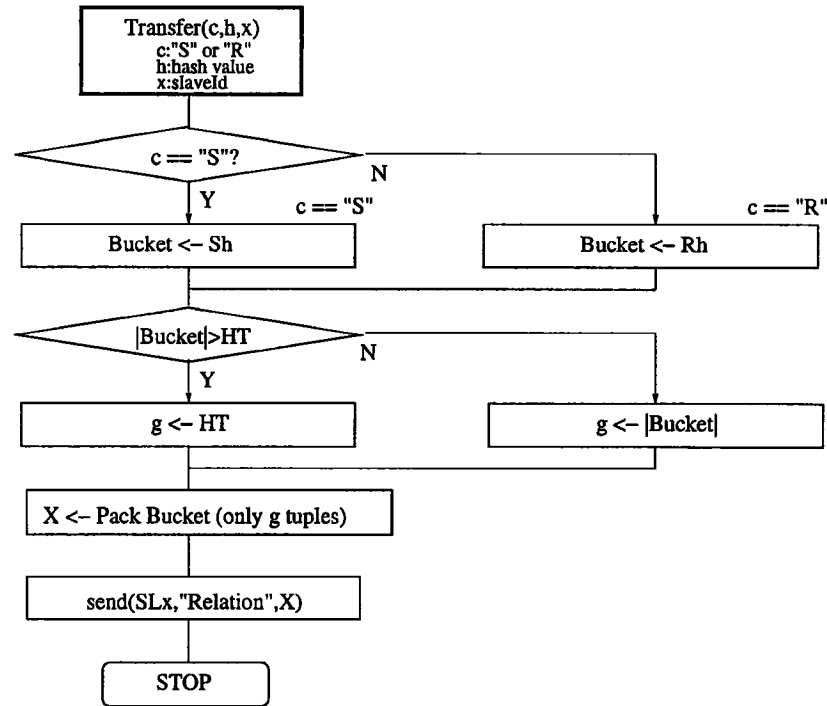 Transfer(c,h,x)
c:"S" or "R"
h:hash value
x:slaveId
c == "S"?
N
Y
c == "S"
c == "R"
Bucket <- Sh
Bucket <- Rh
|Bucket|>HT
N
Y
g <- HT
g <- |Bucket|
X <- Pack Bucket (only g tuples)
send(SLx,"Relation",X)
STOP